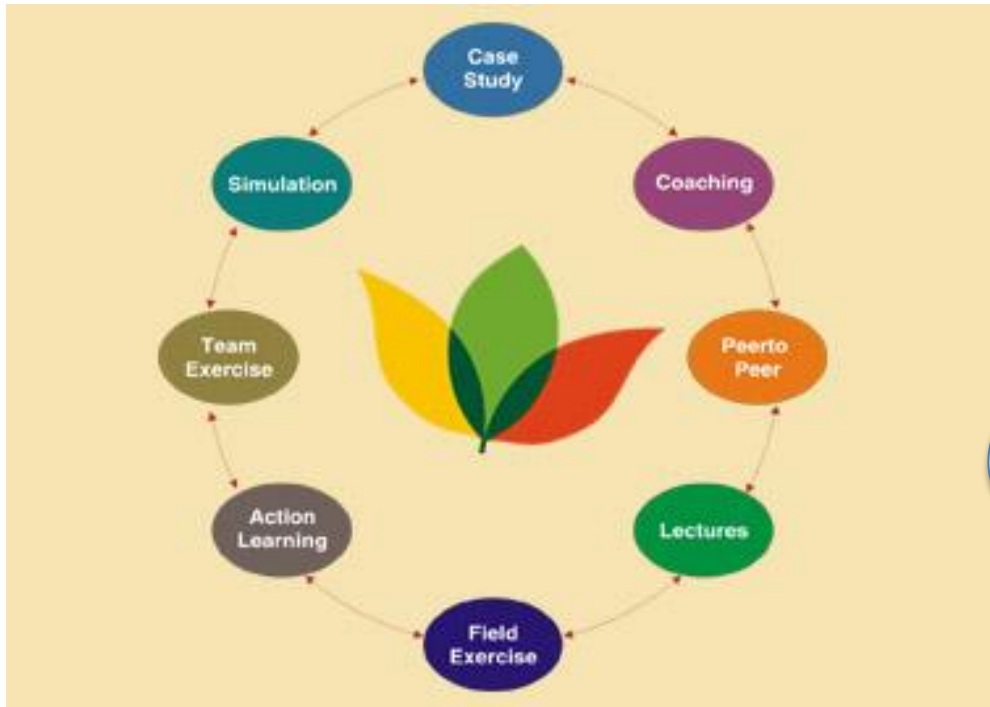 Case
Study
Coaching
Peerto
Peer
Lectures
Field
Exercise
Action
Learning
Team
Exercise
Simulation